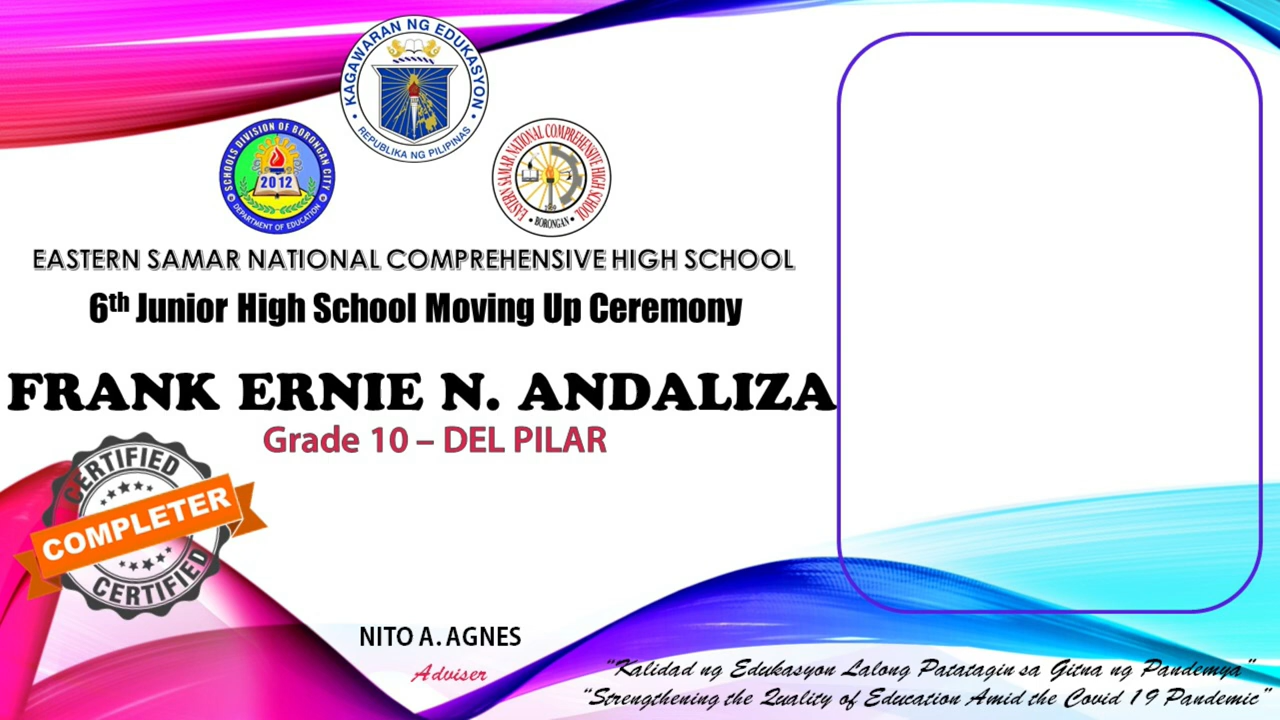 KAGAWARAN NG EDUKASYON
REPUBLIKA NG PILIPINAS
SCHOOLS DIVISION OF BORONGAN CITY
2012
DEPARTMENT OF EDUCATION
EASTERN SAMAR NATIONAL COMPREHENSIVE HIGH SCHOOL
BORONGAN
EASTERN SAMAR NATIONAL COMPREHENSIVE HIGH SCHOOL
6th Junior High School Moving Up Ceremony
FRANK ERNIE N. ANDALIZA
Grade 10 – DEL PILAR
CERTIFIED
COMPLETER
CERTIFIED
NITO A. AGNES
Adviser
"Kalidad ng Edukasyon Lalong Patatagin sa Gitna ng Pandemya"
"Strengthening the Quality of Education Amid the Covid 19 Pandemic"